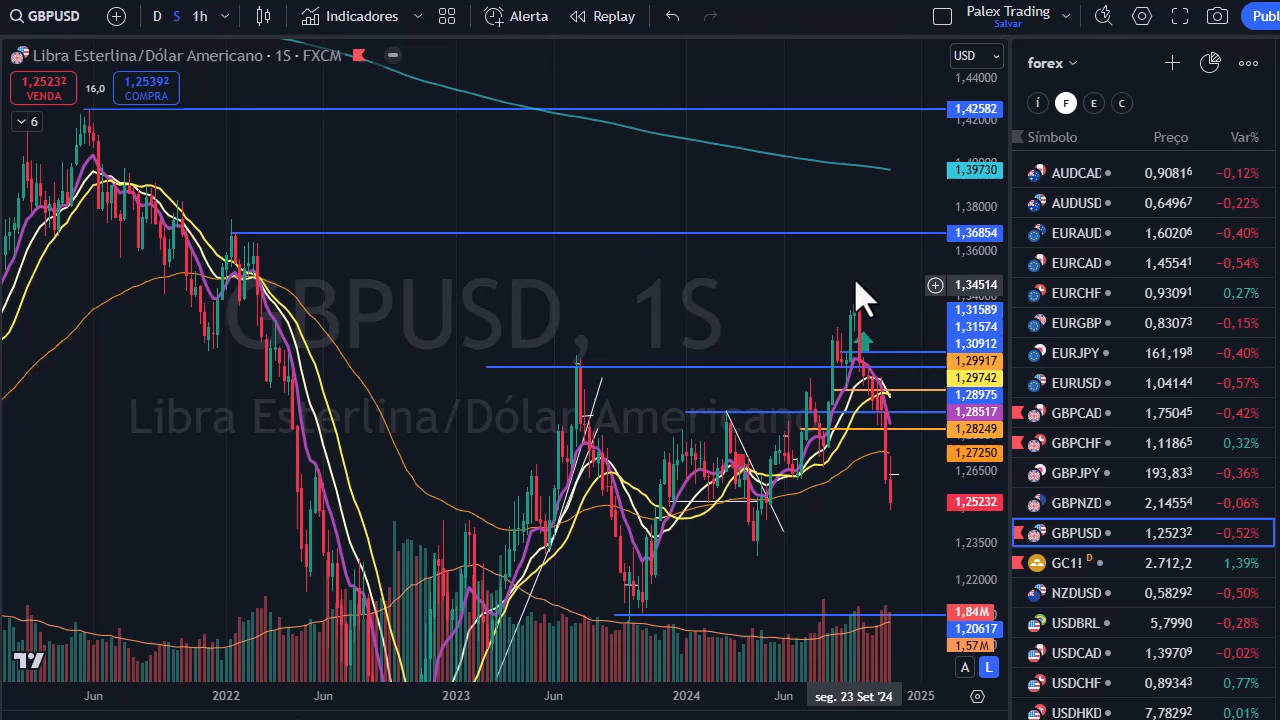 GBPUSD D S 1h Indicadores Alerta Replay Palex Trading Salvar Publ
Libra Esterlina/Dólar Americano · 1S · FXCM
1,25232 VENDA 16,0 1,25392 COMPRA
6
GBPUSD, 1S
Libra Esterlina/Dólar Americano
USD
1,44000
1,42582
1,42000
1,39730
1,38000
1,36854
1,36000
1,34514
1,34000
1,31589
1,31574
1,30912
1,29917
1,29742
1,28975
1,28517
1,28249
1,27250
1,26500
1,25232
1,23500
1,22000
1,84M
1,20617
1,57M
A L
Jun 2022 Jun 2023 Jun 2024 Jun seg. 23 Set '24 2025
forex
Í F E C
Símbolo Preço Var%
AUDCAD 0,90816 −0,12%
AUDUSD 0,64967 −0,22%
EURAUD 1,60206 −0,40%
EURCAD 1,45541 −0,54%
EURCHF 0,93091 0,27%
EURGBP 0,83073 −0,15%
EURJPY 161,198 −0,40%
EURUSD 1,04144 −0,57%
GBPCAD 1,75045 −0,42%
GBPCHF 1,11865 0,32%
GBPJPY 193,833 −0,36%
GBPNZD 2,14554 −0,06%
GBPUSD 1,25232 −0,52%
GC1! D 2.712,2 1,39%
NZDUSD 0,58292 −0,50%
USDBRL 5,7990 −0,28%
USDCAD 1,39709 −0,02%
USDCHF 0,89343 0,77%
USDHKD 7,78292 0,01%